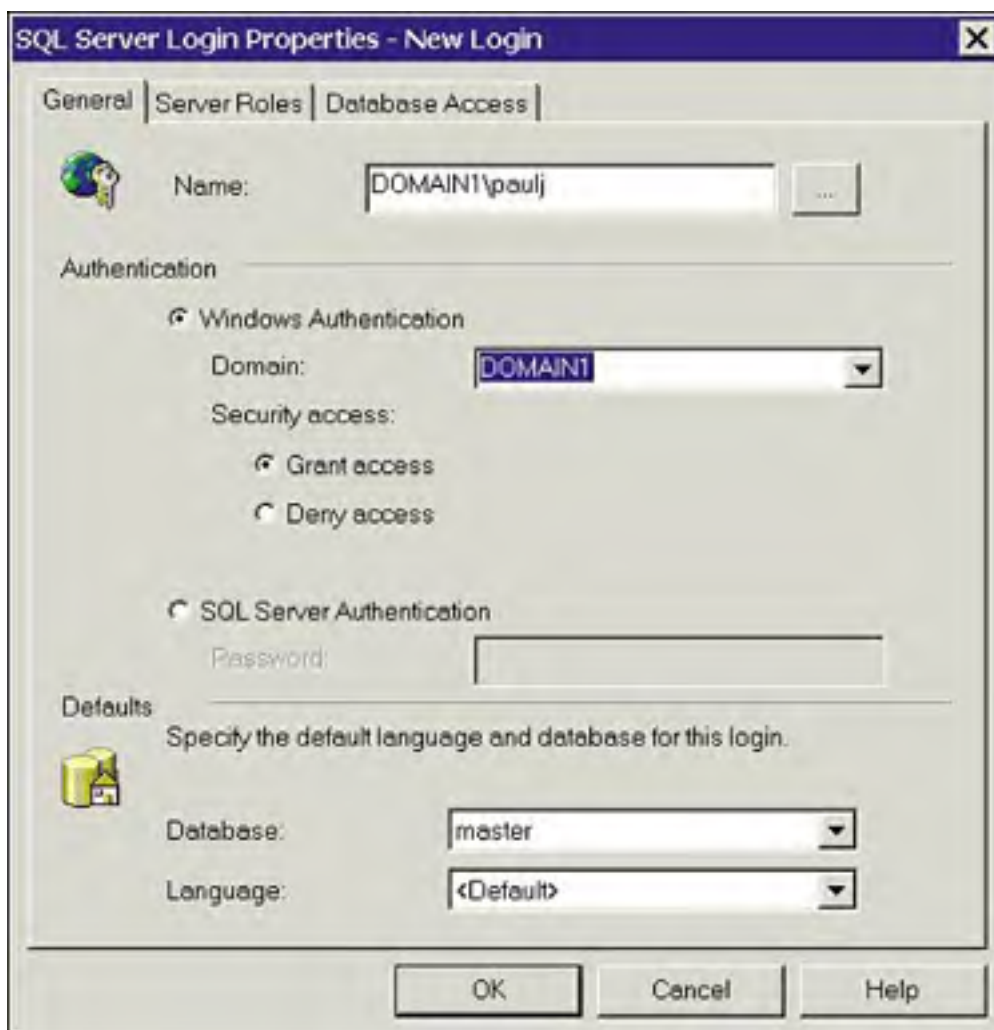 SQL Server Login Properties - New Login
General Server Roles Database Access
Name: DOMAIN1\paulj ...
Authentication
Windows Authentication
Domain: DOMAIN1
Security access:
Grant access
Deny access
SQL Server Authentication
Password:
Defaults
Specify the default language and database for this login.
Database: master
Language: <Default>
OK Cancel Help